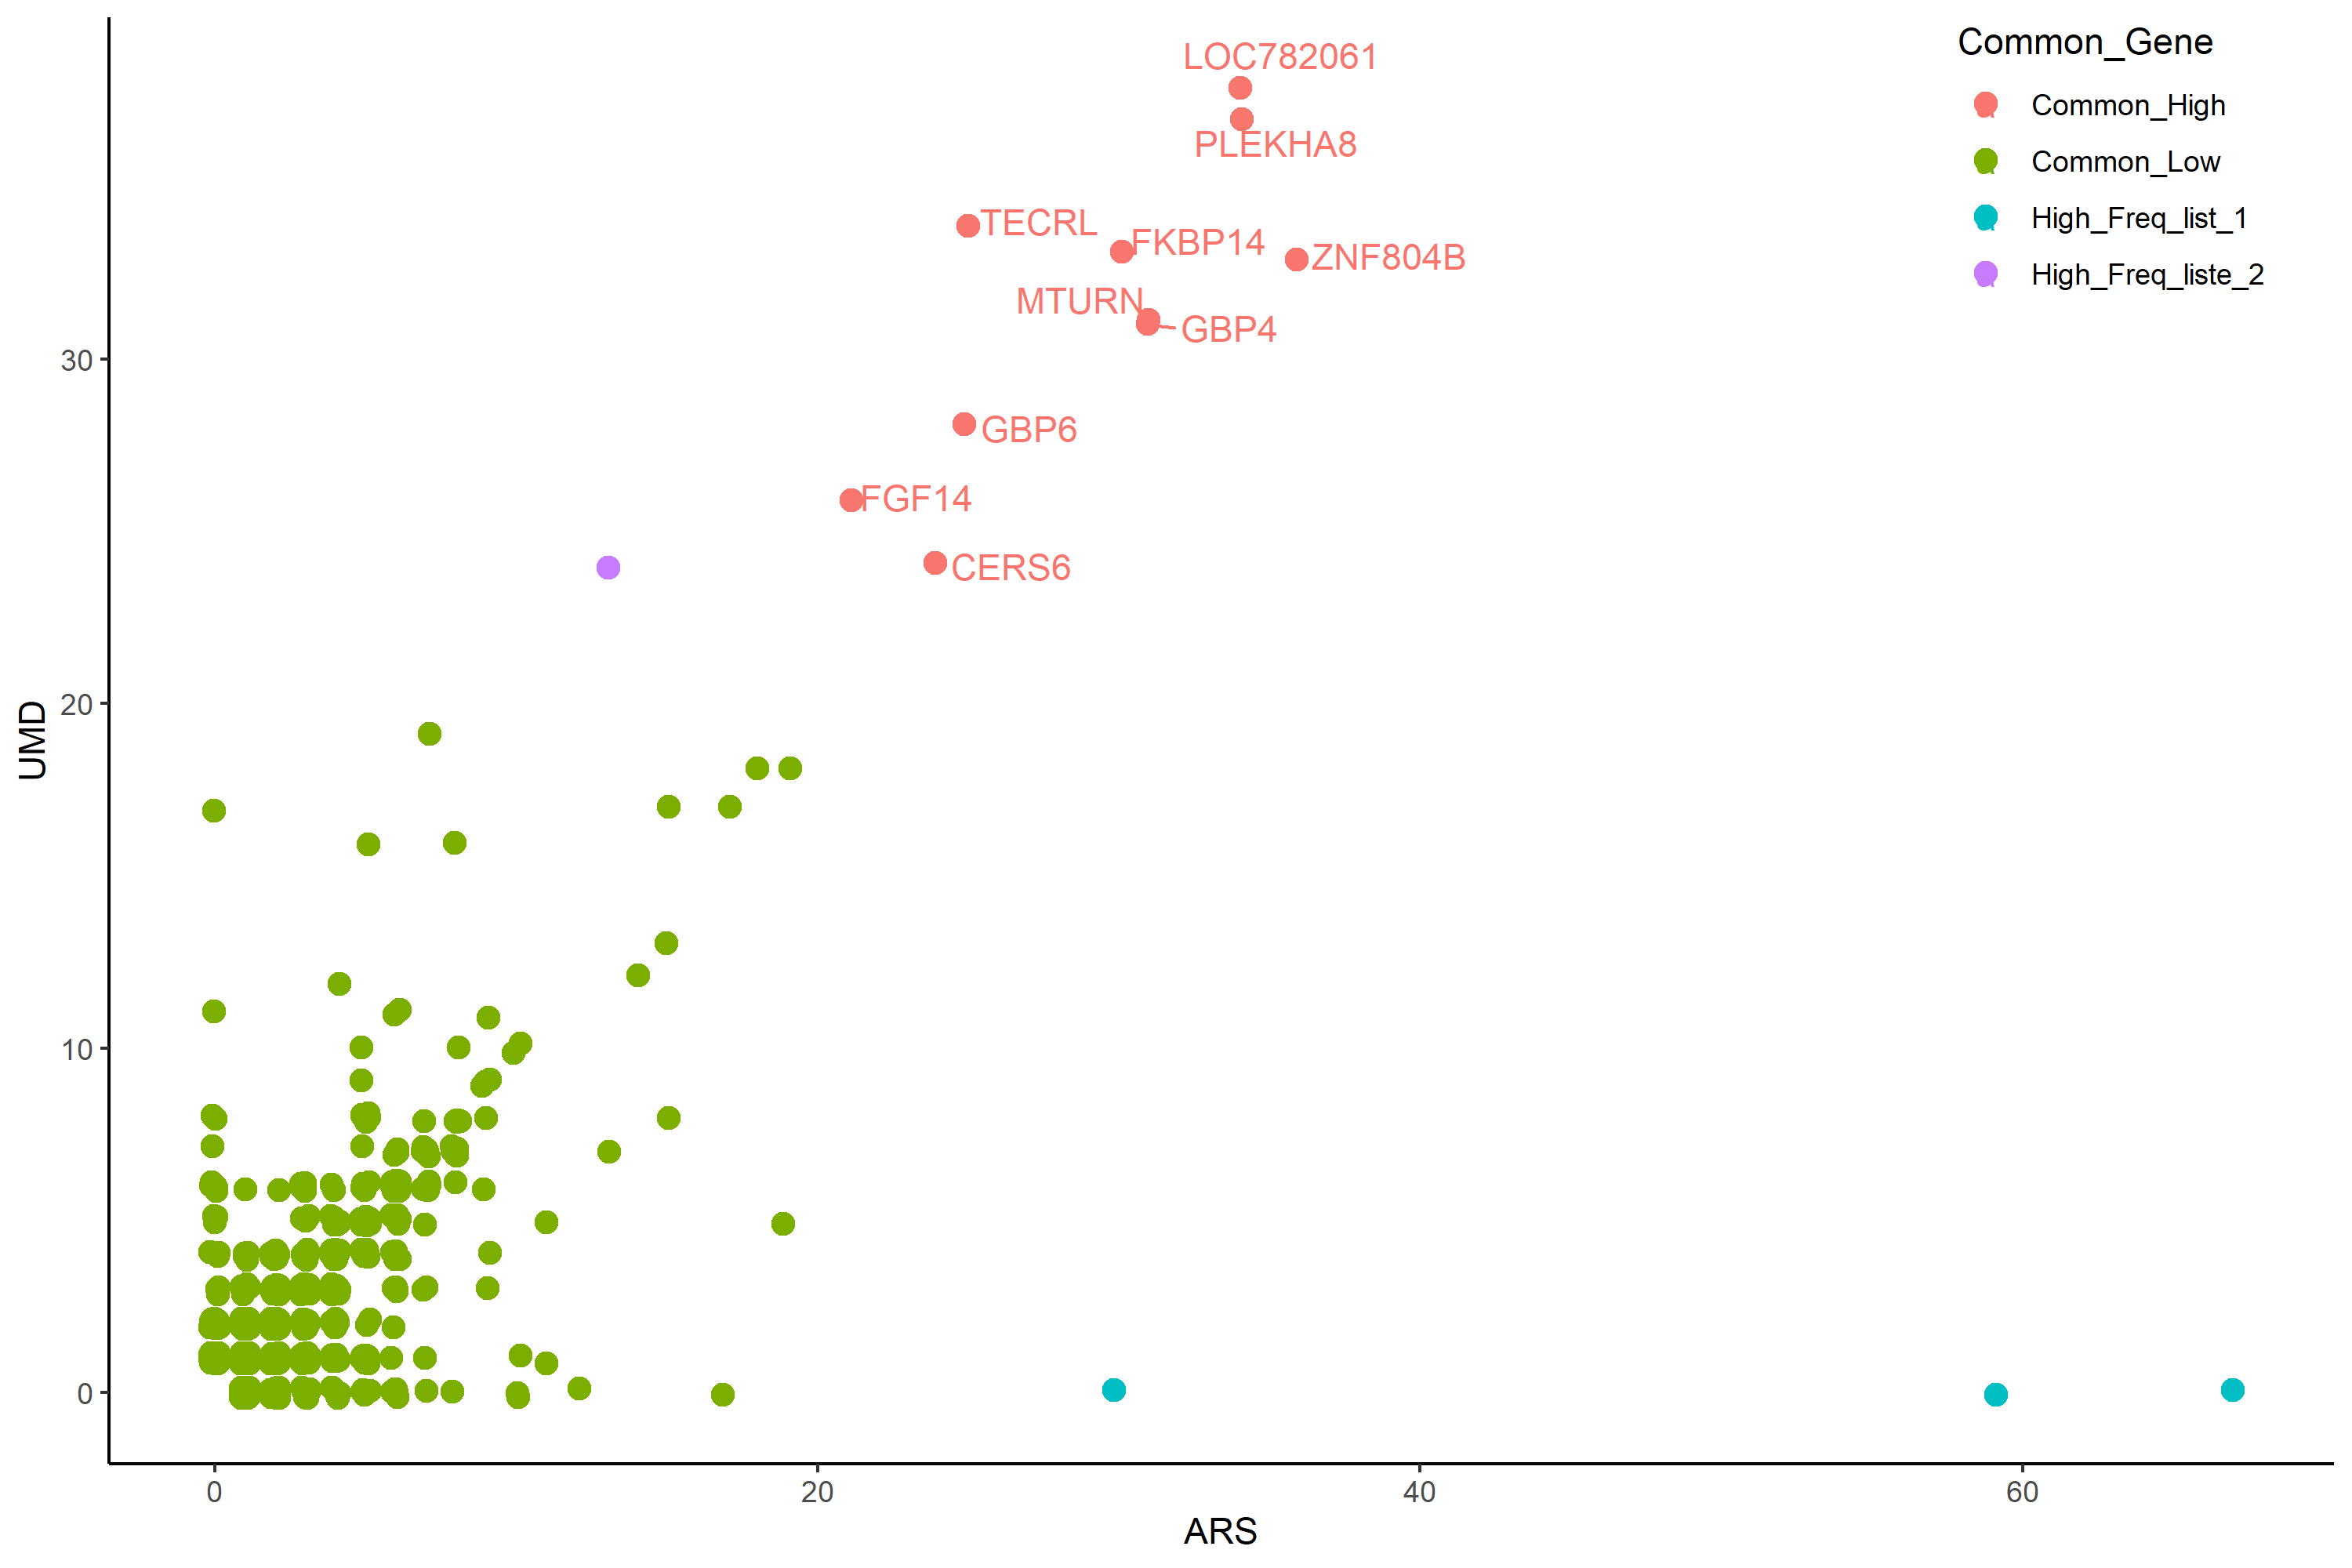 Common_Gene
Common_High
Common_Low
High_Freq_list_1
High_Freq_liste_2
LOC782061
PLEKHA8
TECRL
FKBP14
ZNF804B
MTURN
GBP4
GBP6
FGF14
CERS6
UMD
30
20
10
0
0 20 40 60
ARS